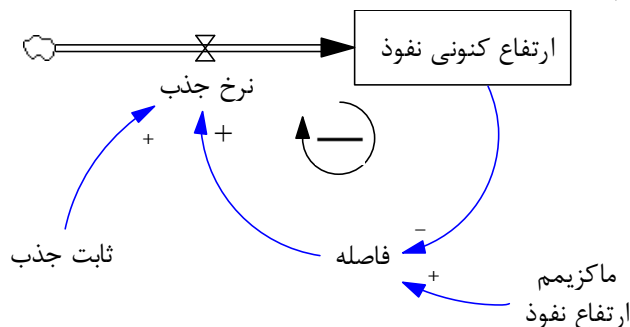 ارتفاع کنونی نفوذ
نرخ جذب
+
+
ثابت جذب
−
فاصله
+
ماکزیمم
ارتفاع نفوذ